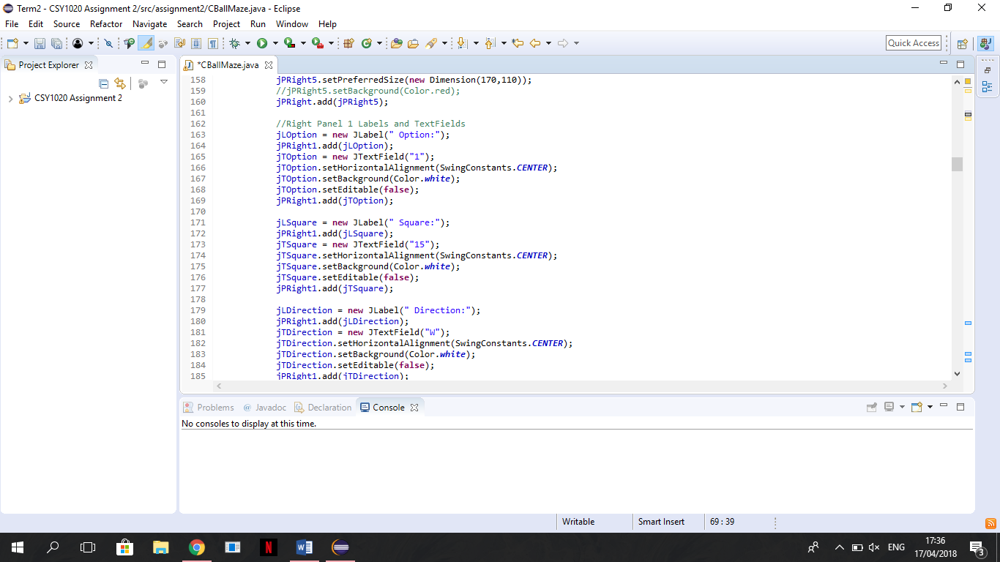 Term2 - CSY1020 Assignment 2/src/assignment2/CBallMaze.java - Eclipse
File Edit Source Refactor Navigate Search Project Run Window Help
Quick Access
Project Explorer
*CBallMaze.java
CSY1020 Assignment 2
158 jPRight5.setPreferredSize(new Dimension(170,110));
159 //jPRight5.setBackground(Color.red);
160 jPRight.add(jPRight5);
161
162 //Right Panel 1 Labels and TextFields
163 jLOption = new JLabel(" Option:");
164 jPRight1.add(jLOption);
165 jTOption = new JTextField("1");
166 jTOption.setHorizontalAlignment(SwingConstants.CENTER);
167 jTOption.setBackground(Color.white);
168 jTOption.setEditable(false);
169 jPRight1.add(jTOption);
170
171 jLSquare = new JLabel(" Square:");
172 jPRight1.add(jLSquare);
173 jTSquare = new JTextField("15");
174 jTSquare.setHorizontalAlignment(SwingConstants.CENTER);
175 jTSquare.setBackground(Color.white);
176 jTSquare.setEditable(false);
177 jPRight1.add(jTSquare);
178
179 jLDirection = new JLabel(" Direction:");
180 jPRight1.add(jLDirection);
181 jTDirection = new JTextField("W");
182 jTDirection.setHorizontalAlignment(SwingConstants.CENTER);
183 jTDirection.setBackground(Color.white);
184 jTDirection.setEditable(false);
185 jPRight1.add(jTDirection);
Problems @ Javadoc Declaration Console
No consoles to display at this time.
Writable Smart Insert 69 : 39
N W ENG
17:36
17/04/2018
3